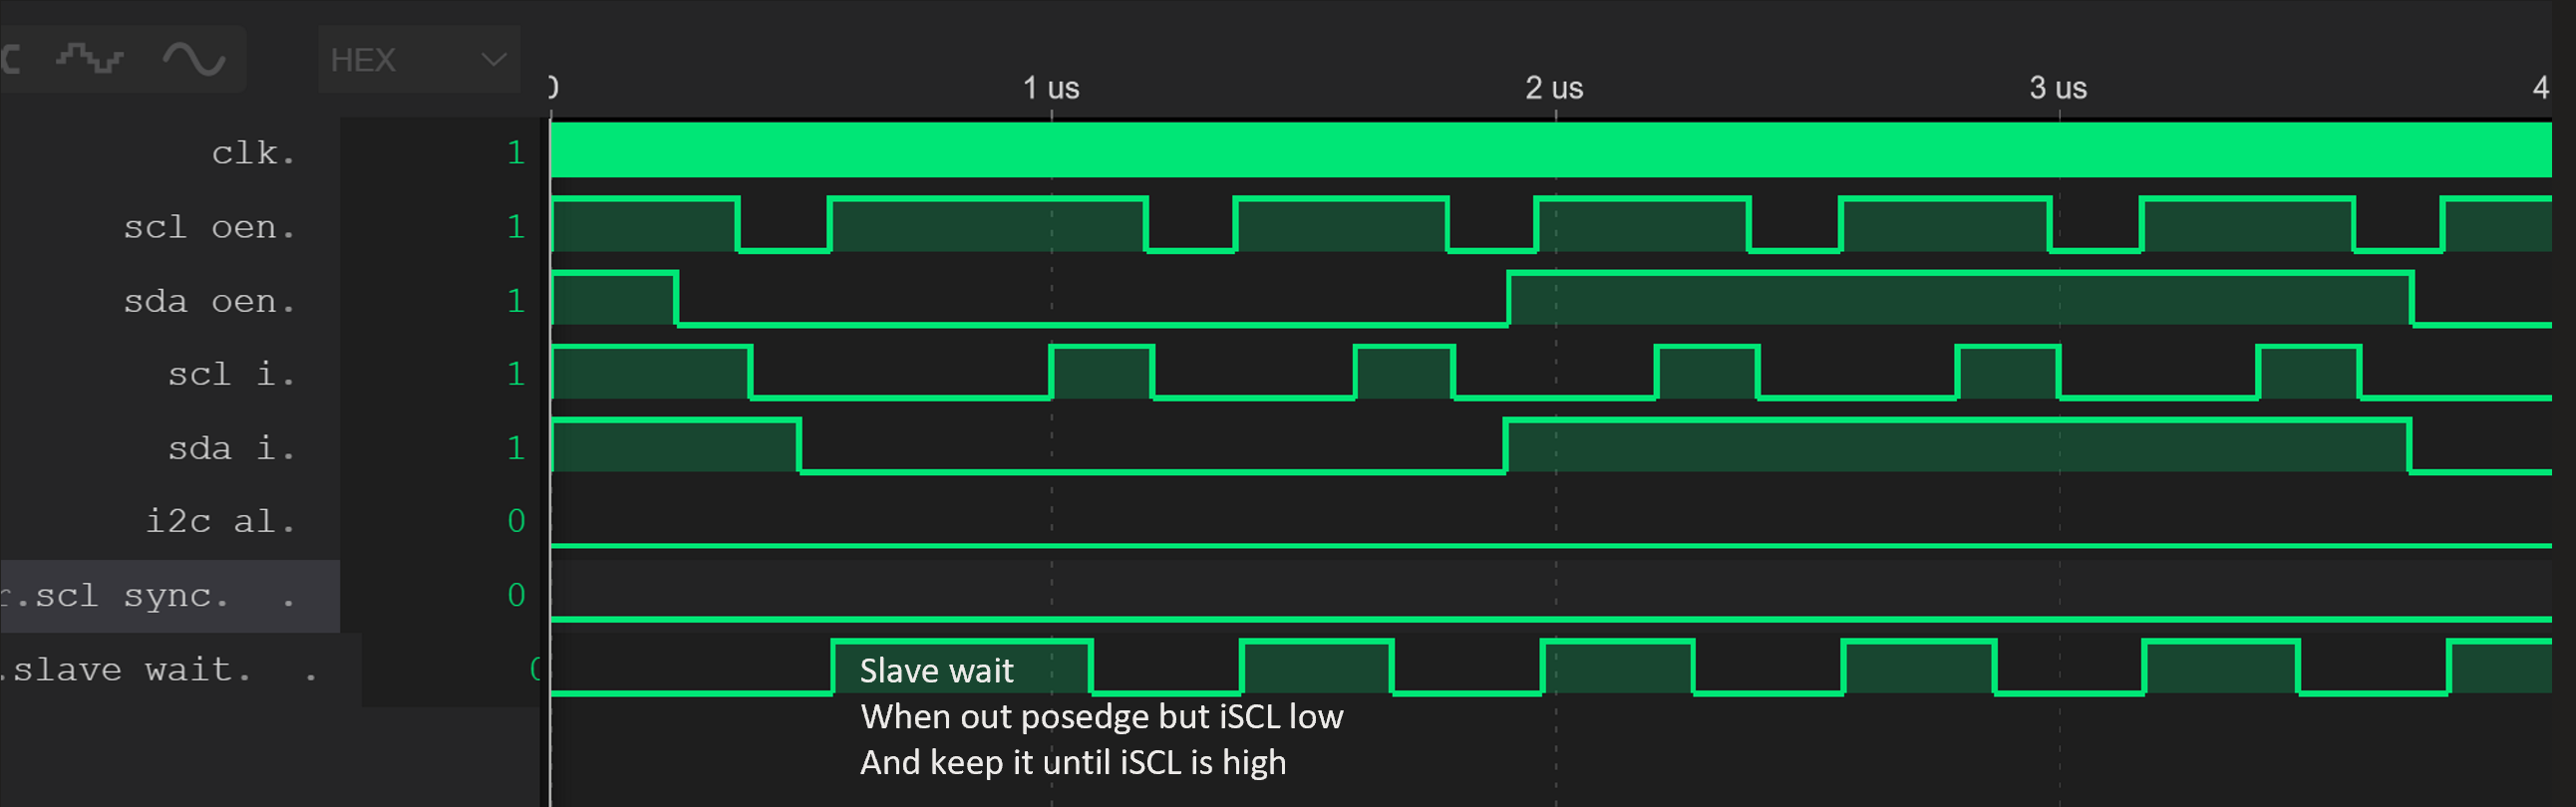 HEX
0 1 us 2 us 3 us 4
clk. 1
scl oen. 1
sda oen. 1
scl i. 1
sda i. 1
i2c al. 0
r.scl sync. . 0
.slave wait. . 0
Slave wait
When out posedge but iSCL low
And keep it until iSCL is high